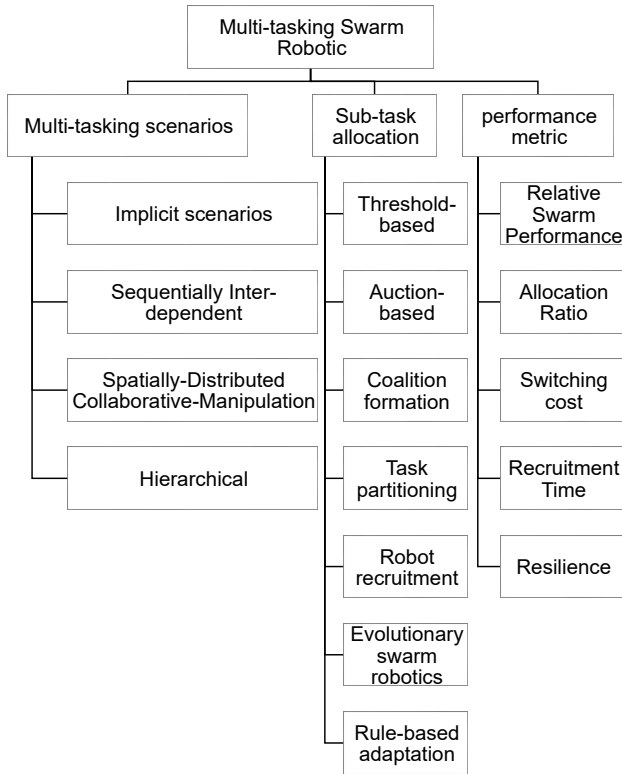 Multi-tasking Swarm
Robotic
Multi-tasking scenarios
Implicit scenarios
Sequentially Inter-
dependent
Spatially-Distributed
Collaborative-Manipulation
Hierarchical
Sub-task
allocation
Threshold-
based
Auction-
based
Coalition
formation
Task
partitioning
Robot
recruitment
Evolutionary
swarm
robotics
Rule-based
adaptation
performance
metric
Relative
Swarm
Performance
Allocation
Ratio
Switching
cost
Recruitment
Time
Resilience